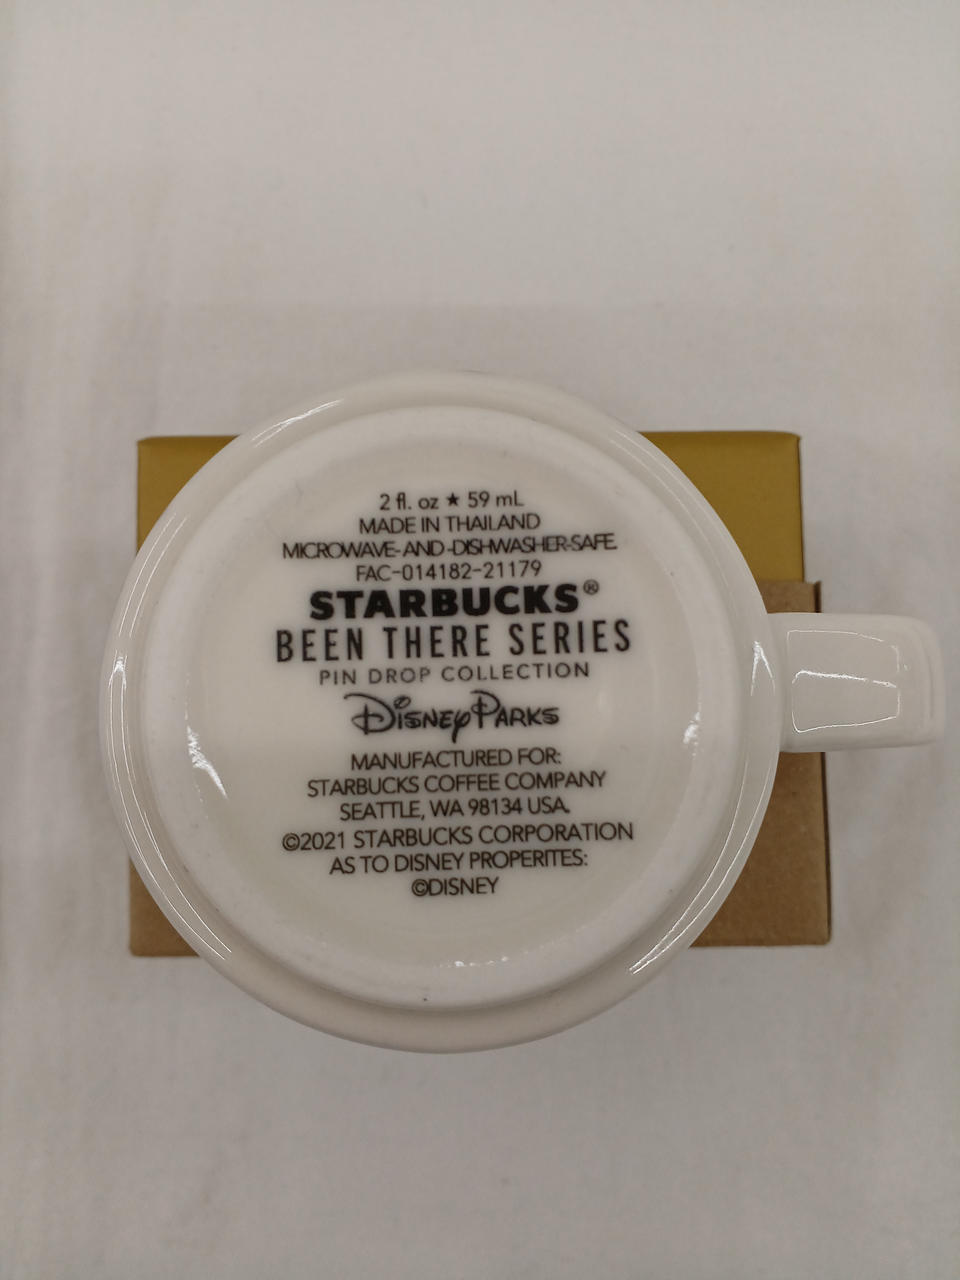 2 fl. oz ★ 59 mL
MADE IN THAILAND
MICROWAVE-AND-DISHWASHER-SAFE.
FAC-014182-21179
STARBUCKS®
BEEN THERE SERIES
PIN DROP COLLECTION
Disney Parks
MANUFACTURED FOR:
STARBUCKS COFFEE COMPANY
SEATTLE, WA 98134 USA.
©2021 STARBUCKS CORPORATION
AS TO DISNEY PROPERITES:
©DISNEY